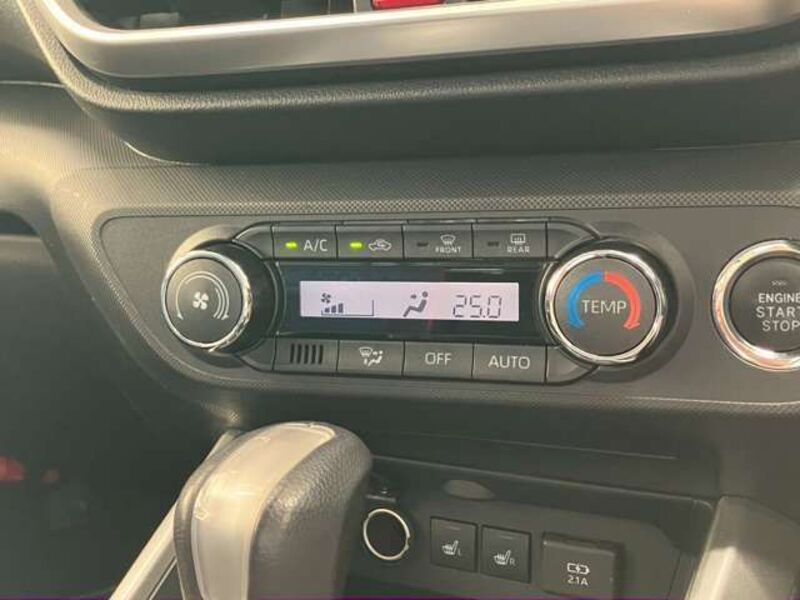 A/C
FRONT
REAR
25.0
TEMP
ENGINE
START
STOP
OFF
AUTO
L
R
2.1A